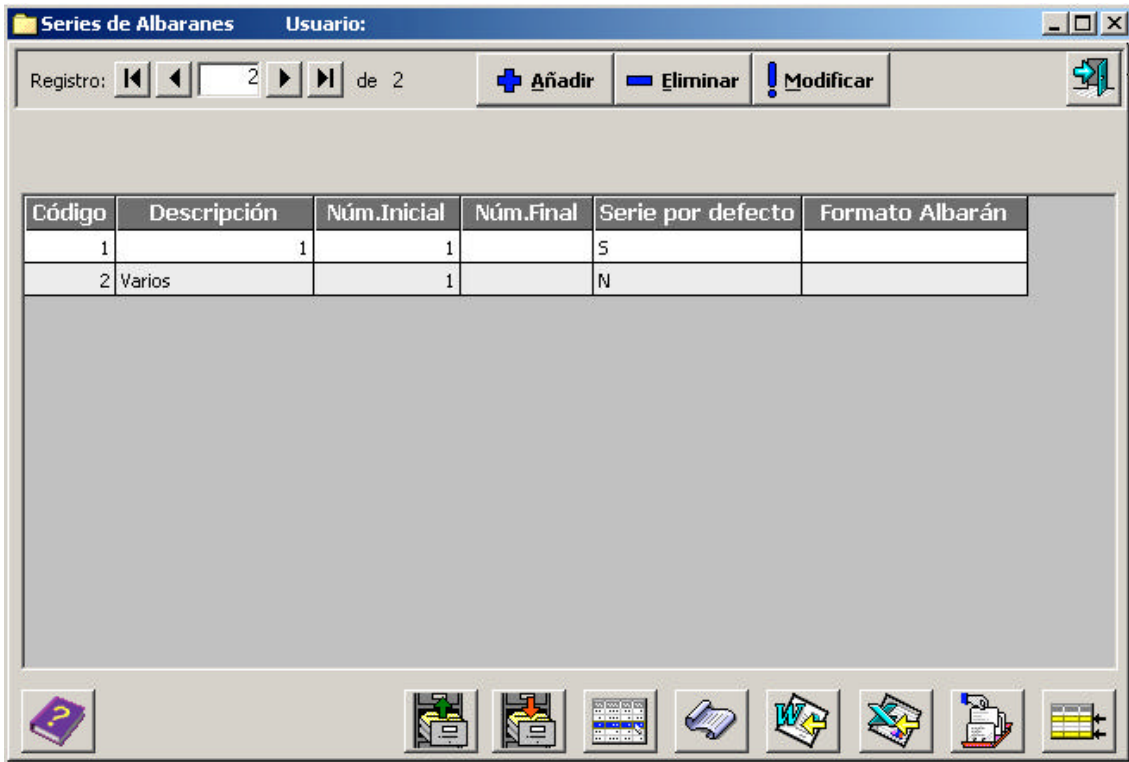 Series de Albaranes Usuario:
Registro: 2 de 2 Añadir Eliminar Modificar
Código Descripción Núm.Inicial Núm.Final Serie por defecto Formato Albarán
1 1 1 S
2 Varios 1 N